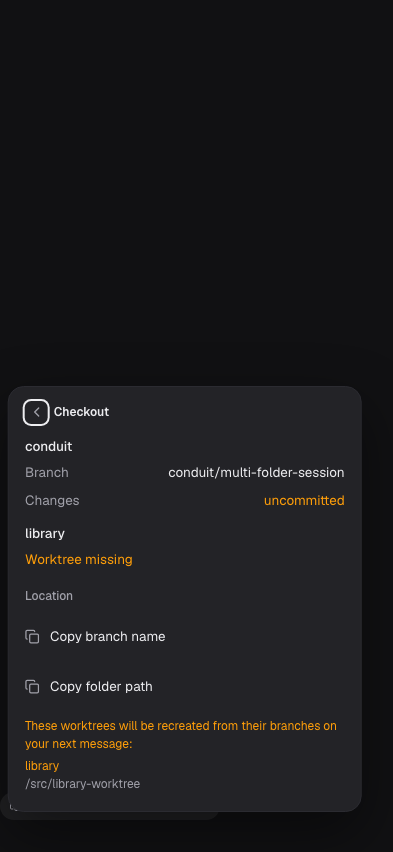 Checkout
conduit
Branch conduit/multi-folder-session
Changes uncommitted
library
Worktree missing
Location
Copy branch name
Copy folder path
These worktrees will be recreated from their branches on
your next message:
library
/src/library-worktree